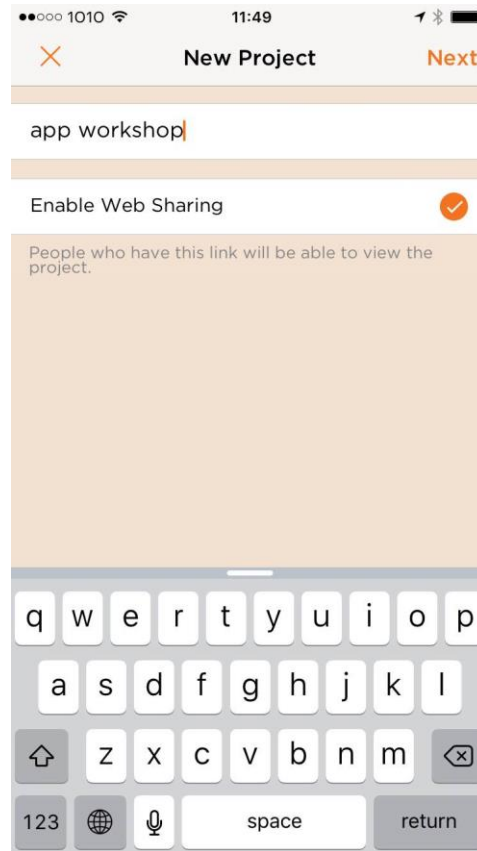 1010 11:49
New Project Next
app workshop
Enable Web Sharing
People who have this link will be able to view the
project.
q w e r t y u i o p
a s d f g h j k l
z x c v b n m
123 space return